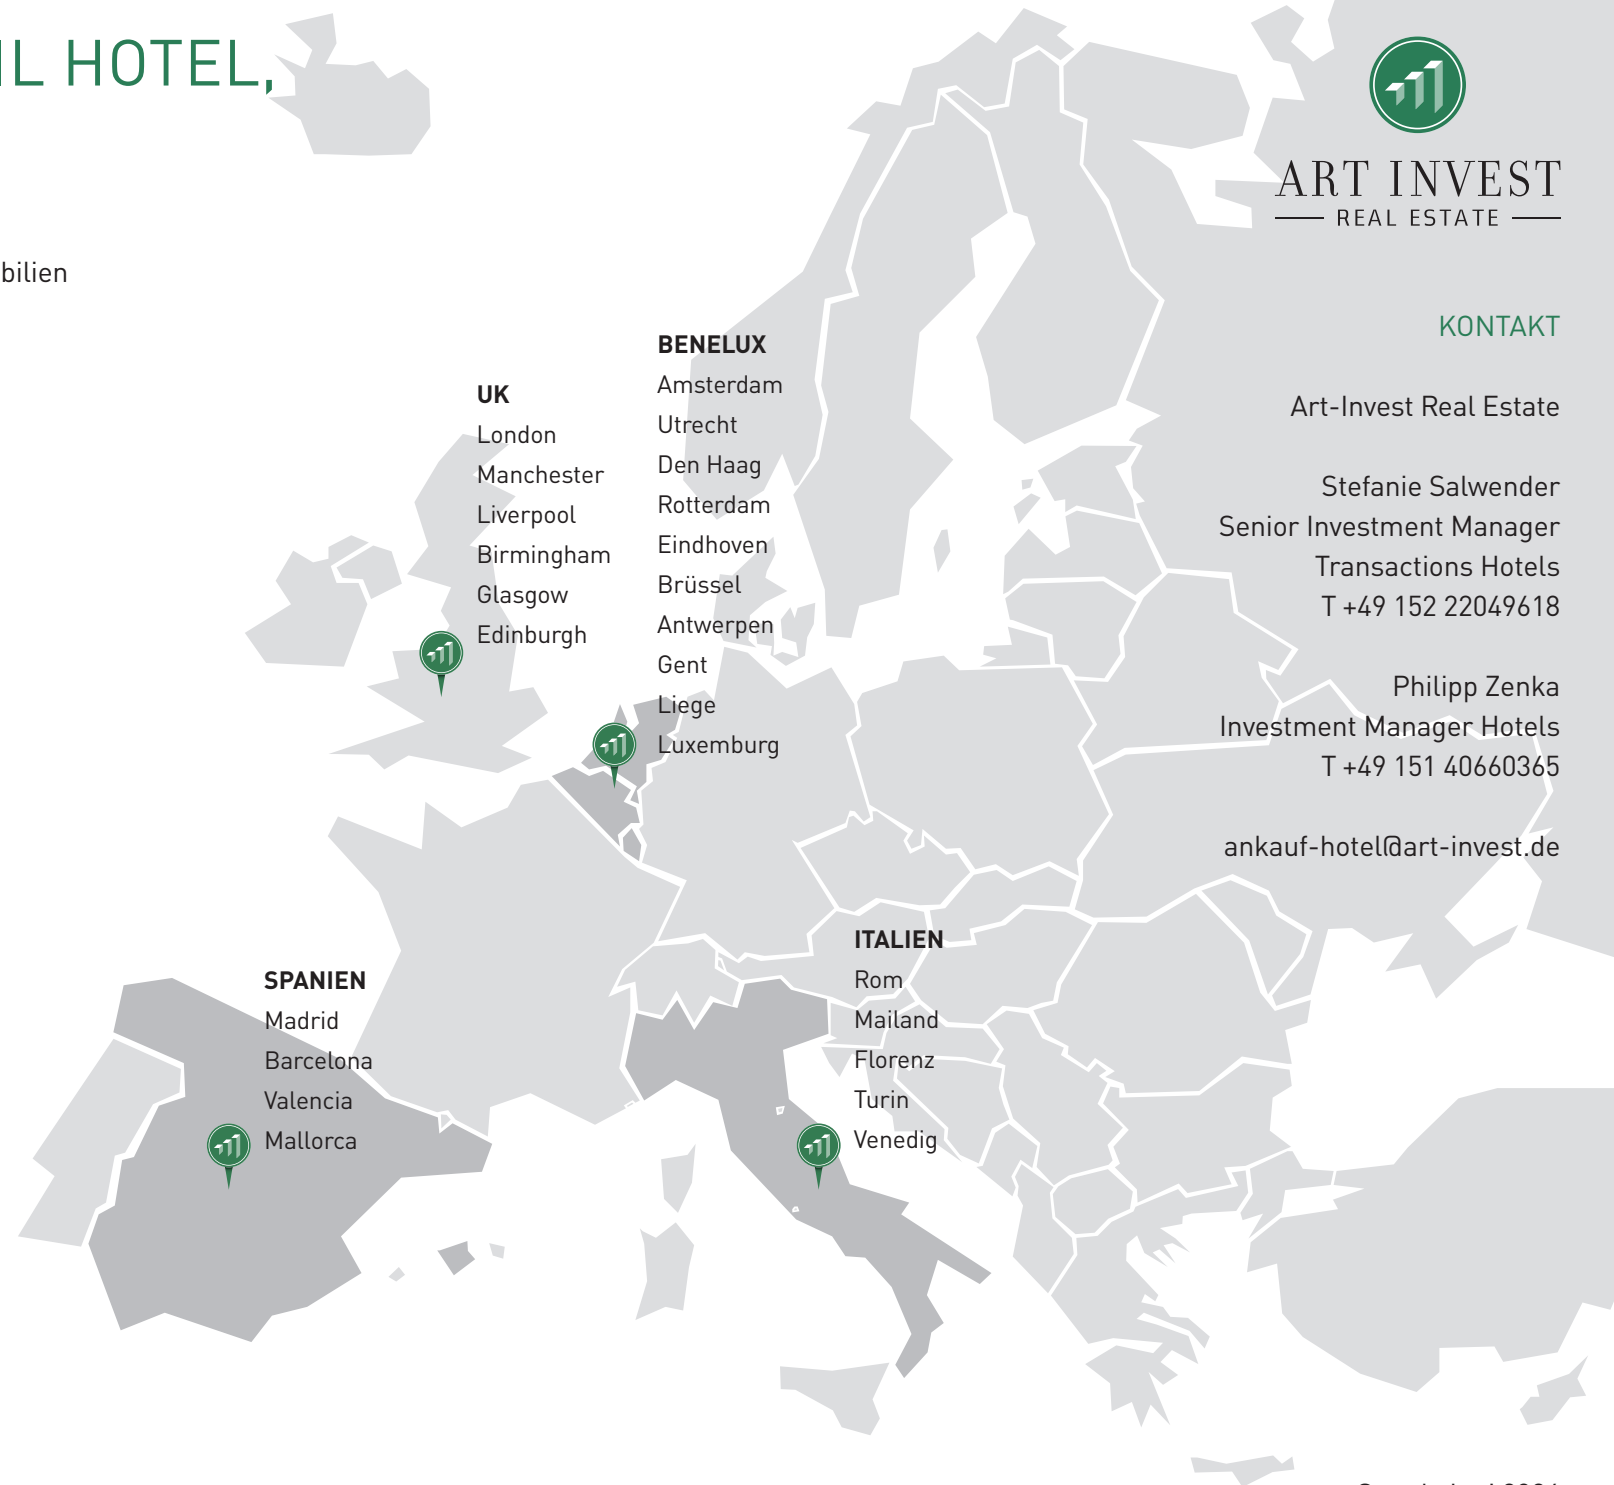 HOTEL,
ART INVEST
REAL ESTATE
KONTAKT
Art-Invest Real Estate
Stefanie Salwender
Senior Investment Manager
Transactions Hotels
T +49 152 22049618
Philipp Zenka
Investment Manager Hotels
T +49 151 40660365
ankauf-hotel@art-invest.de
UK
London
Manchester
Liverpool
Birmingham
Glasgow
Edinburgh
BENELUX
Amsterdam
Utrecht
Den Haag
Rotterdam
Eindhoven
Brüssel
Antwerpen
Gent
Liege
Luxemburg
SPANIEN
Madrid
Barcelona
Valencia
Mallorca
ITALIEN
Rom
Mailand
Florenz
Turin
Venedig